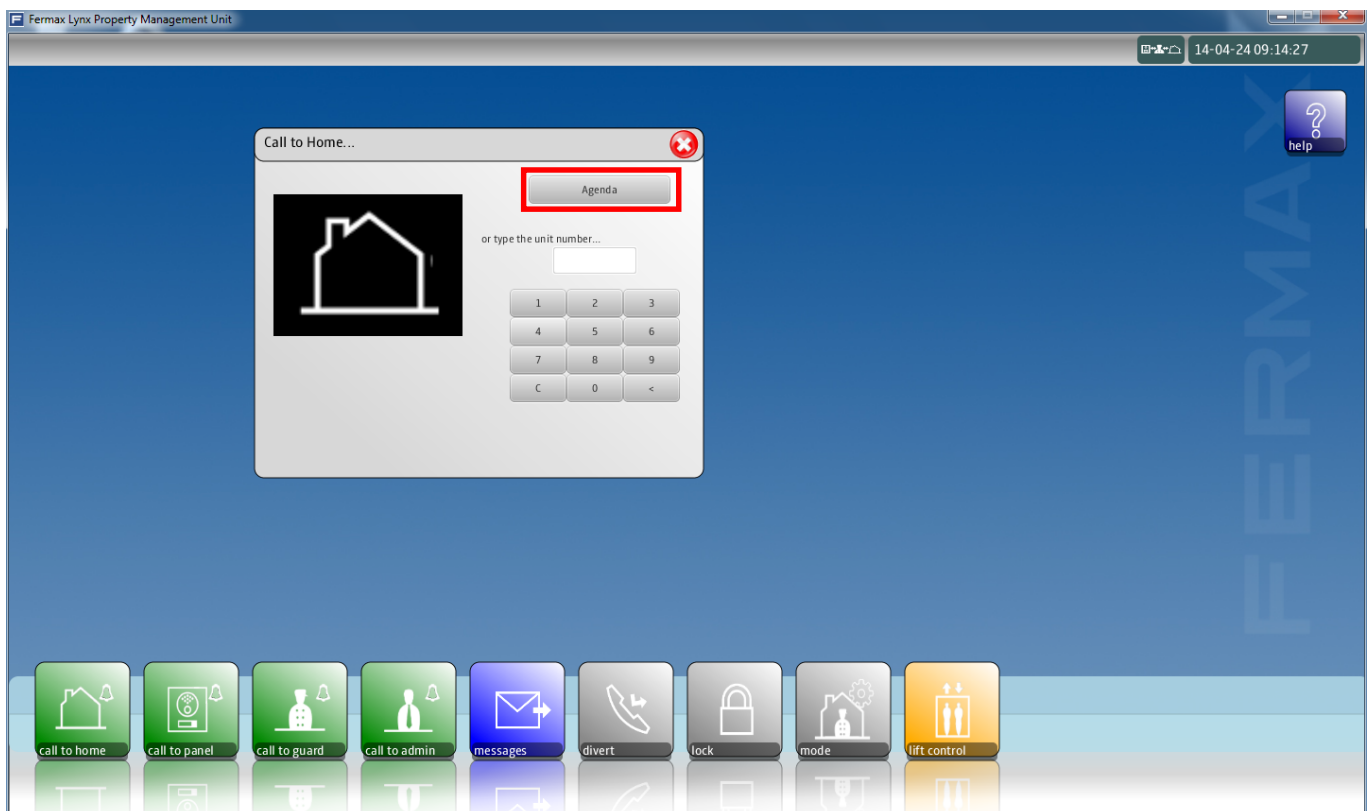 Fermax Lynx Property Management Unit
14-04-24 09:14:27
help
Call to Home...
Agenda
or type the unit number...
1 2 3
4 5 6
7 8 9
C 0 <
FERMAX
call to home call to panel call to guard call to admin messages divert lock mode lift control